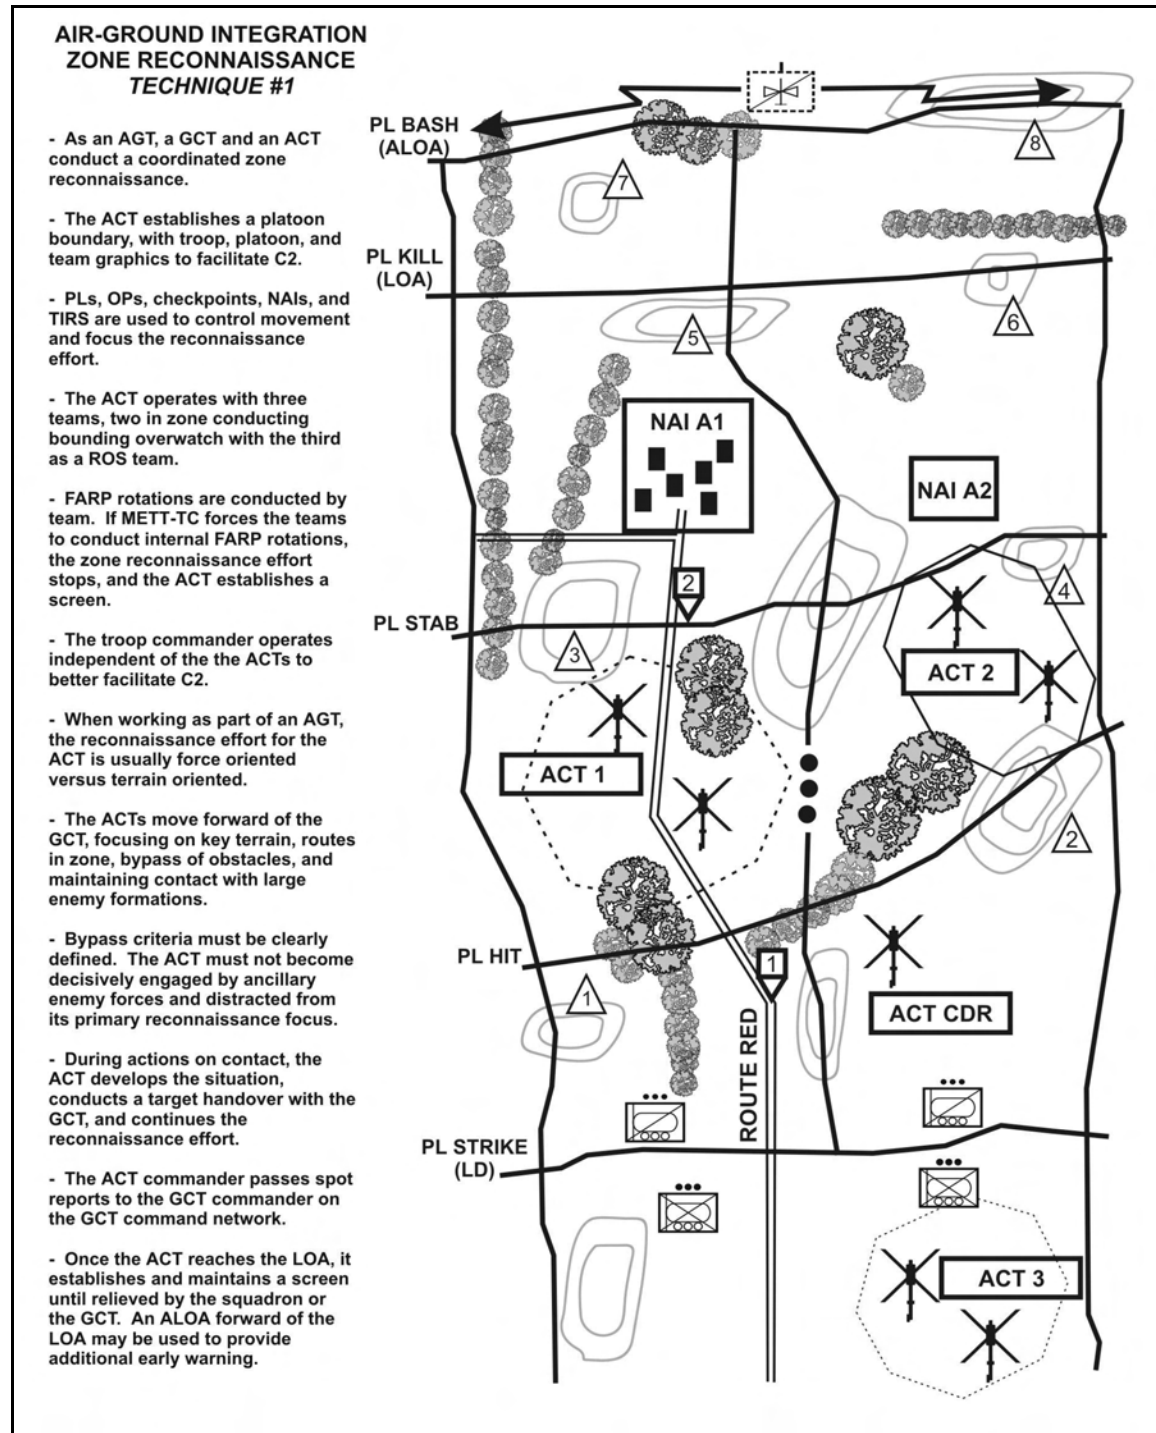 AIR-GROUND INTEGRATION
ZONE RECONNAISSANCE
TECHNIQUE #1
- As an AGT, a GCT and an ACT
conduct a coordinated zone
reconnaissance.
- The ACT establishes a platoon
boundary, with troop, platoon, and
team graphics to facilitate C2.
- PLs, OPs, checkpoints, NAIs, and
TIRS are used to control movement
and focus the reconnaissance
effort.
- The ACT operates with three
teams, two in zone conducting
bounding overwatch with the third
as a ROS team.
- FARP rotations are conducted by
team. If METT-TC forces the teams
to conduct internal FARP rotations,
the zone reconnaissance effort
stops, and the ACT establishes a
screen.
- The troop commander operates
independent of the the ACTs to
better facilitate C2.
- When working as part of an AGT,
the reconnaissance effort for the
ACT is usually force oriented
versus terrain oriented.
- The ACTs move forward of the
GCT, focusing on key terrain, routes
in zone, bypass of obstacles, and
maintaining contact with large
enemy formations.
- Bypass criteria must be clearly
defined. The ACT must not become
decisively engaged by ancillary
enemy forces and distracted from
its primary reconnaissance focus.
- During actions on contact, the
ACT develops the situation,
conducts a target handover with the
GCT, and continues the
reconnaissance effort.
- The ACT commander passes spot
reports to the GCT commander on
the GCT command network.
- Once the ACT reaches the LOA, it
establishes and maintains a screen
until relieved by the squadron or
the GCT. An ALOA forward of the
LOA may be used to provide
additional early warning.
PL BASH
(ALOA)
8
7
PL KILL
(LOA)
6
5
NAI A1
NAI A2
2
4
PL STAB
3
ACT 2
ACT 1
2
PL HIT
1
1
ACT CDR
ROUTE RED
PL STRIKE
(LD)
ACT 3